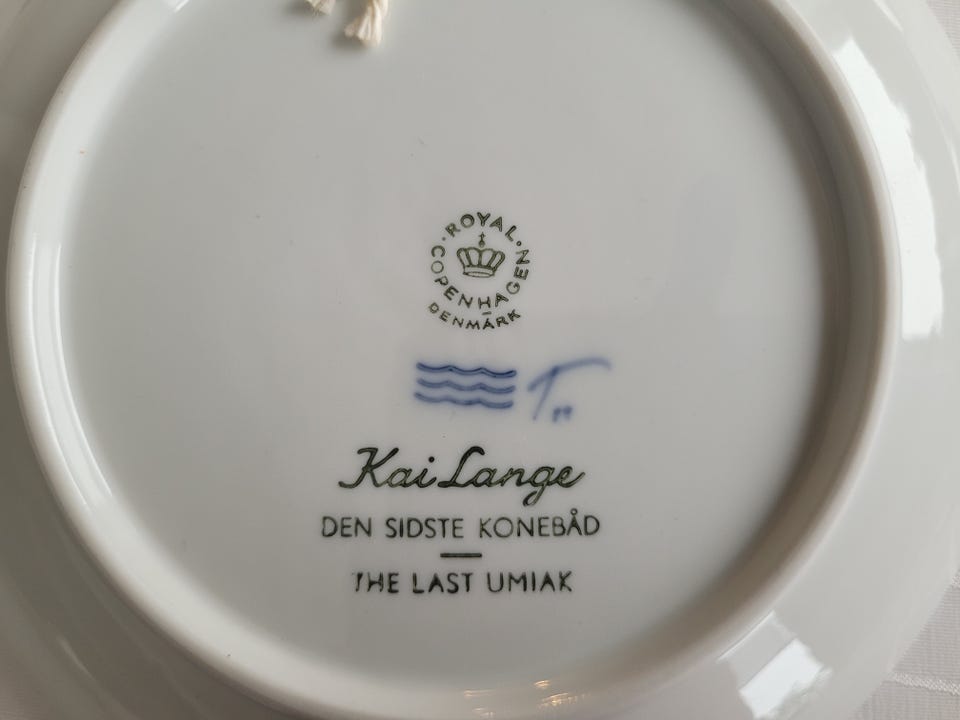 ROYAL
COPENHAGEN
DENMARK
Kai Lange
DEN SIDSTE KONEBÅD
THE LAST UMIAK